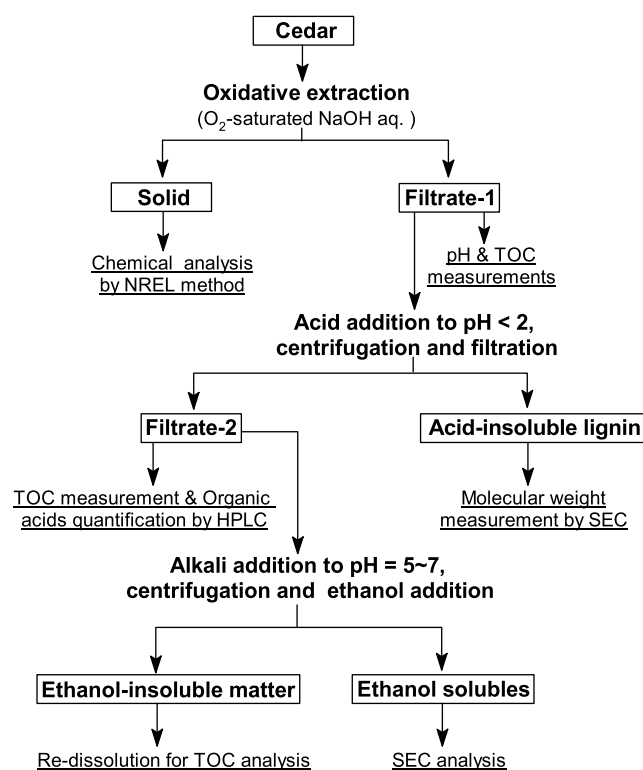 Cedar
Oxidative extraction
(O2-saturated NaOH aq. )
Solid
Filtrate-1
Chemical analysis
by NREL method
pH & TOC
measurements
Acid addition to pH < 2,
centrifugation and filtration
Filtrate-2
Acid-insoluble lignin
TOC measurement & Organic
acids quantification by HPLC
Molecular weight
measurement by SEC
Alkali addition to pH = 5~7,
centrifugation and ethanol addition
Ethanol-insoluble matter
Ethanol solubles
Re-dissolution for TOC analysis
SEC analysis